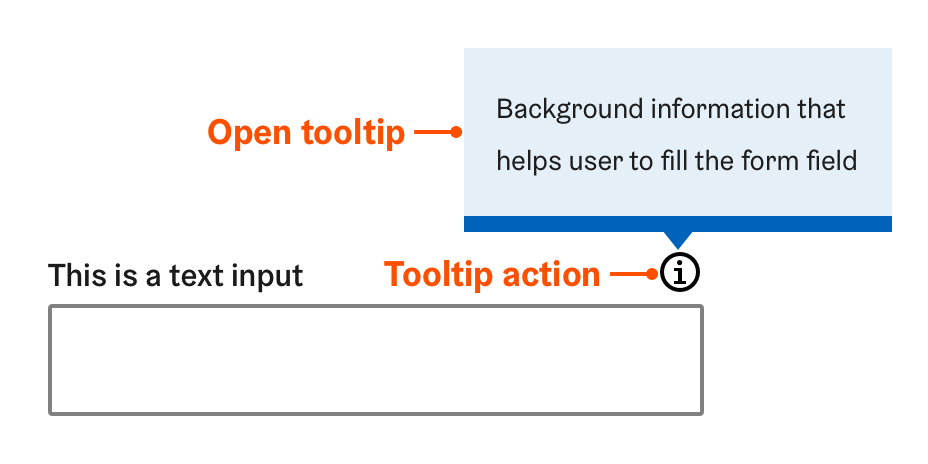 Background information that
helps user to fill the form field
Open tooltip
This is a text input
Tooltip action
i